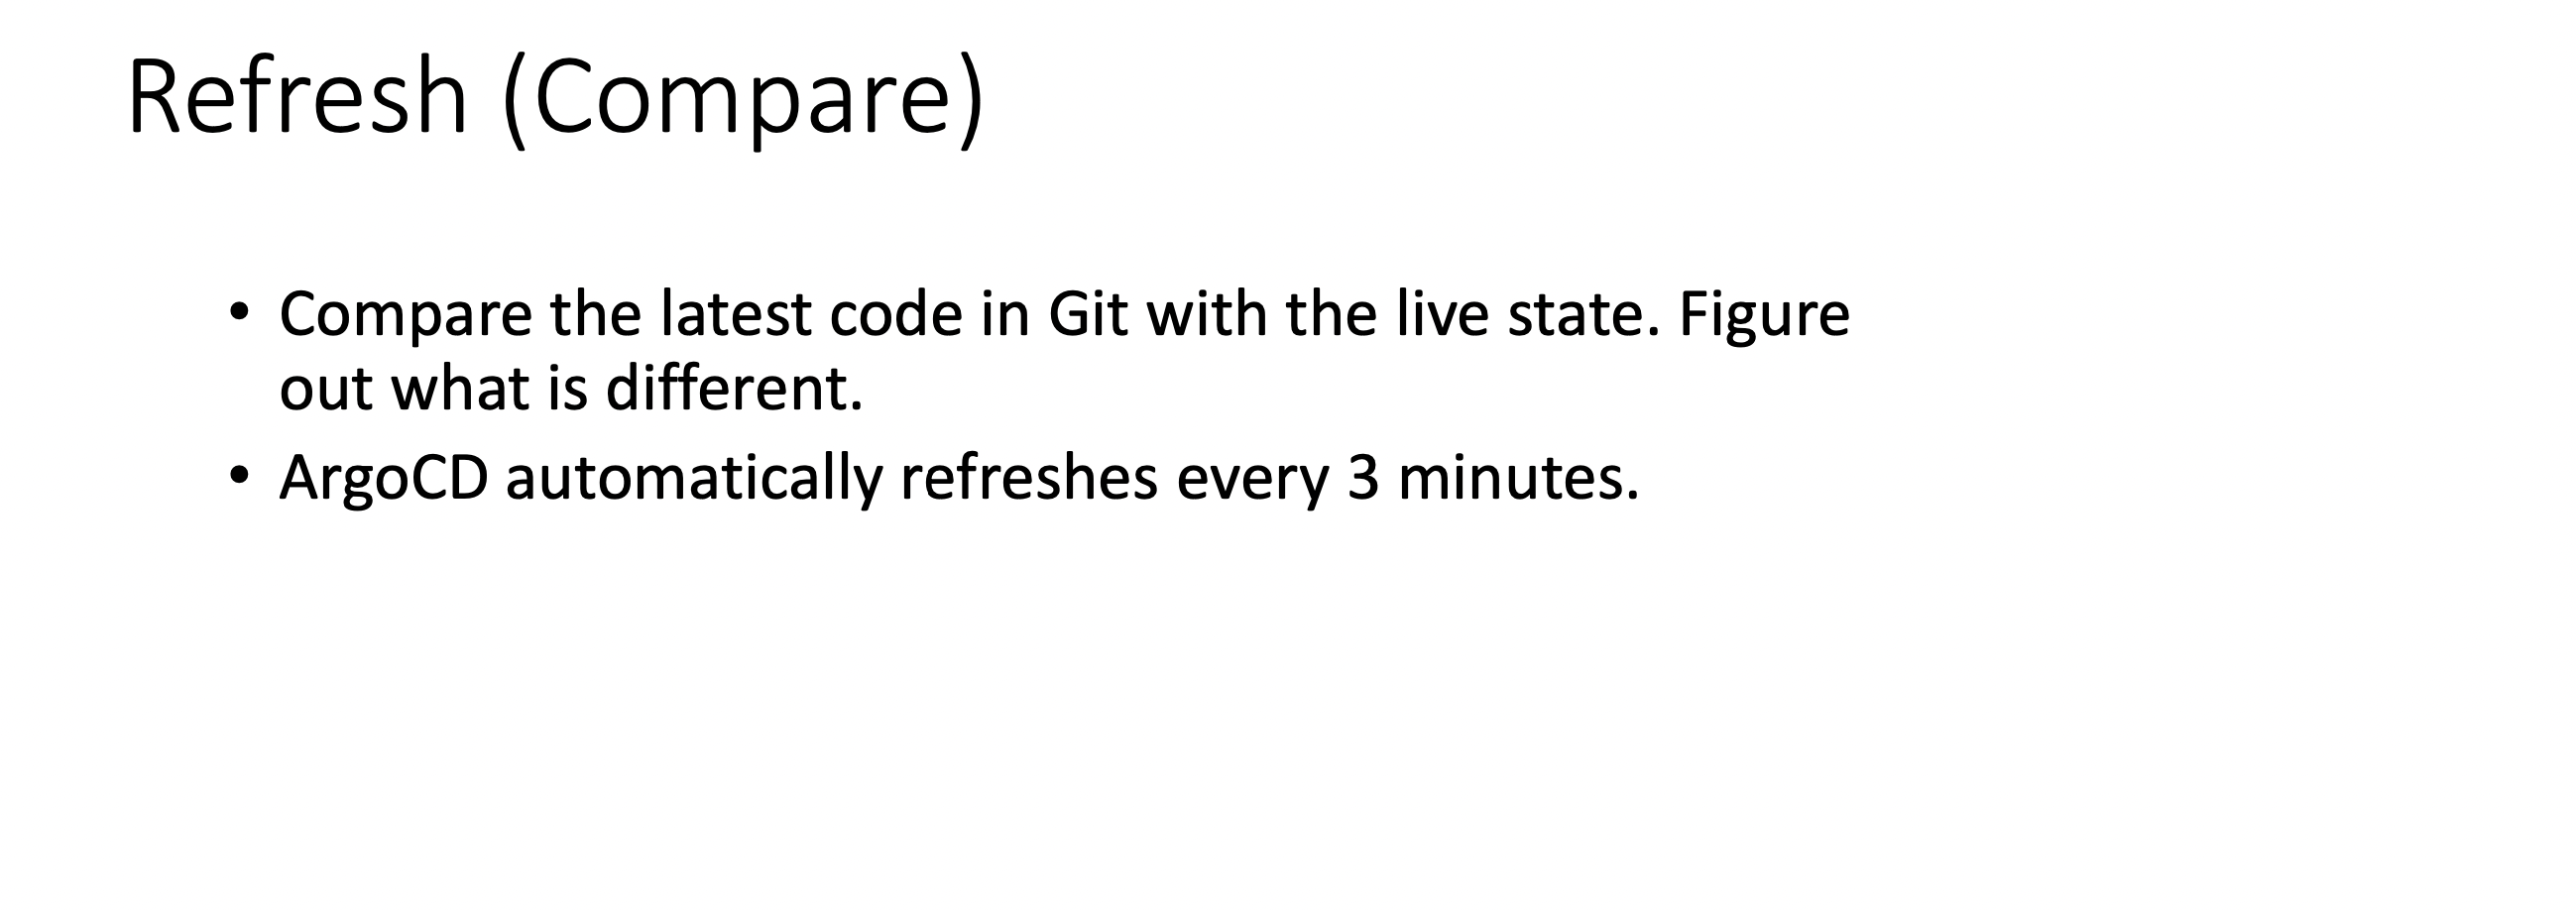 Refresh (Compare)
• Compare the latest code in Git with the live state. Figure
out what is different.
• ArgoCD automatically refreshes every 3 minutes.